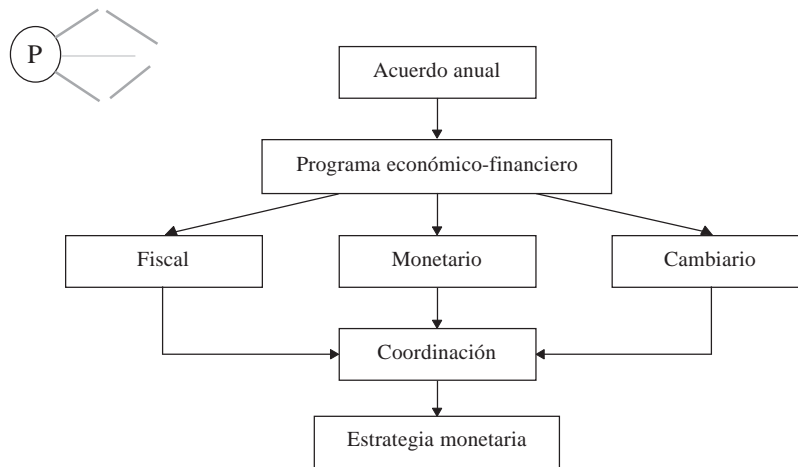 P
Acuerdo anual
Programa económico-financiero
Fiscal
Monetario
Cambiario
Coordinación
Estrategia monetaria